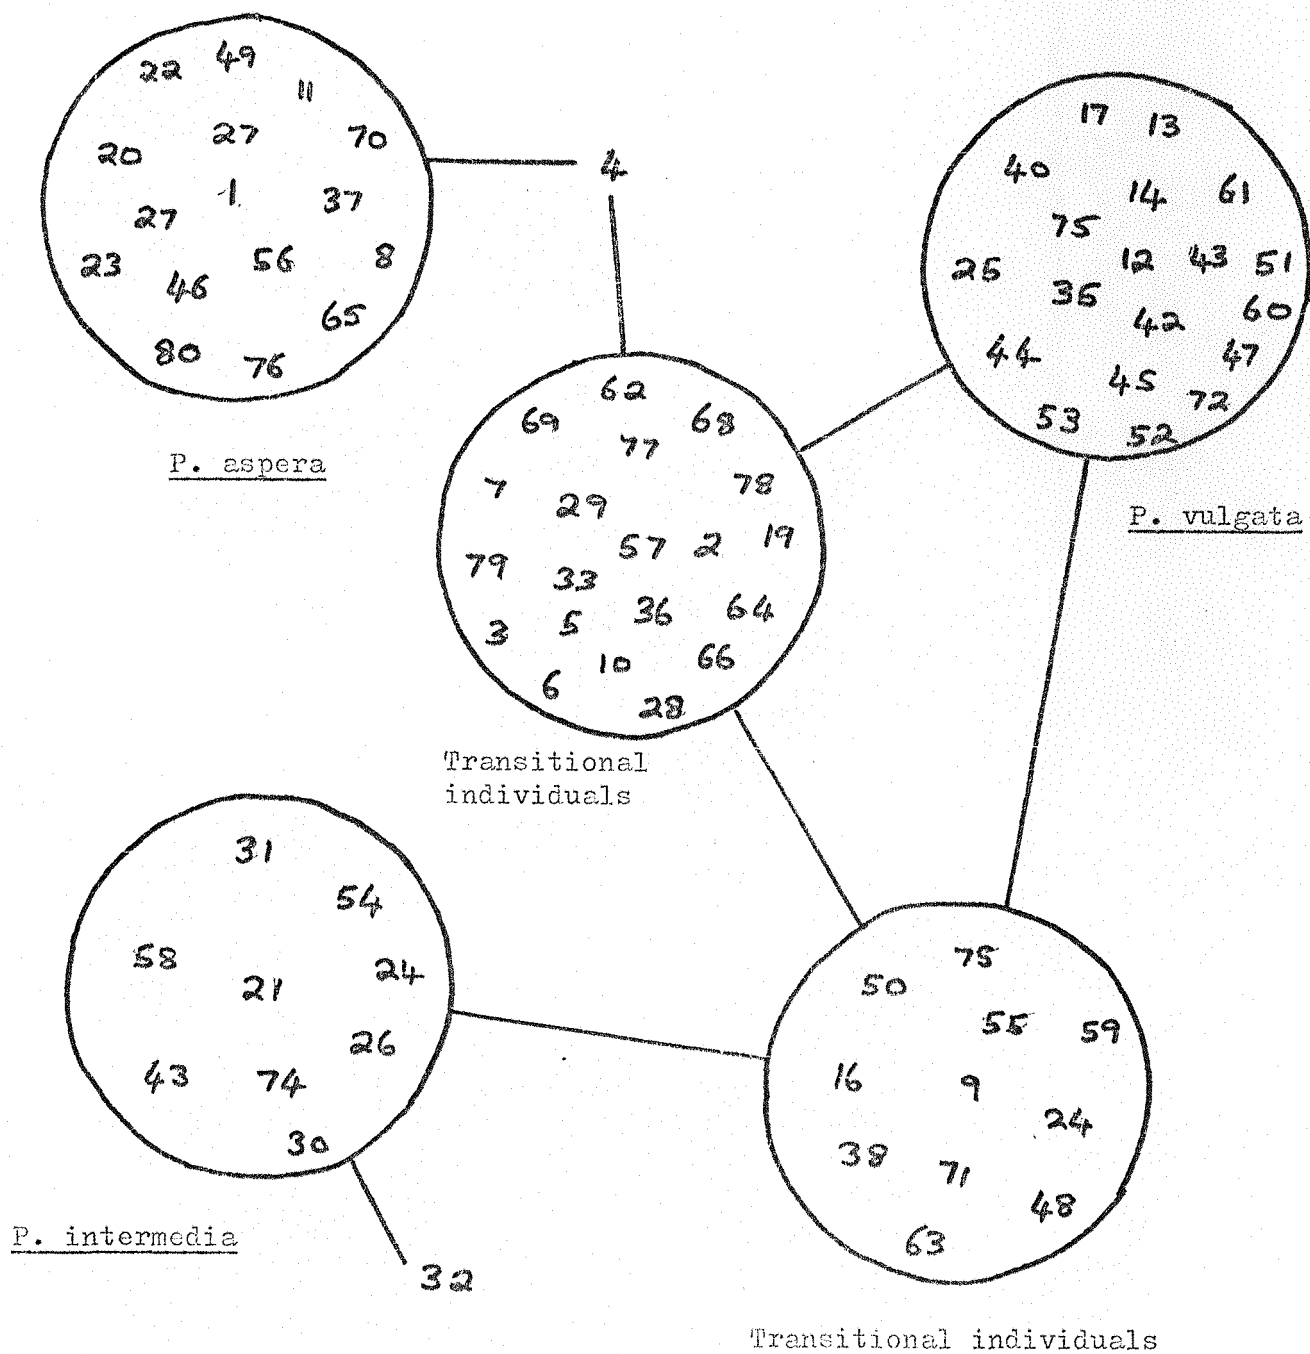 22 49 11
20 27 70
1 37
27
23 46 56 8
65
80 76
P. aspera
4
17 13
40 14 61
75
25 12 43 51
36 42 60
44 45 47
53 52 72
P. vulgata
62
69 77 68
7 29 78
57 2 19
79 33
3 5 36 64
6 10 66
28
Transitional
individuals
31
54
58 21 24
26
43 74
30
P. intermedia
32
75
50
55 59
16 9
24
38 71
48
63
Transitional individuals